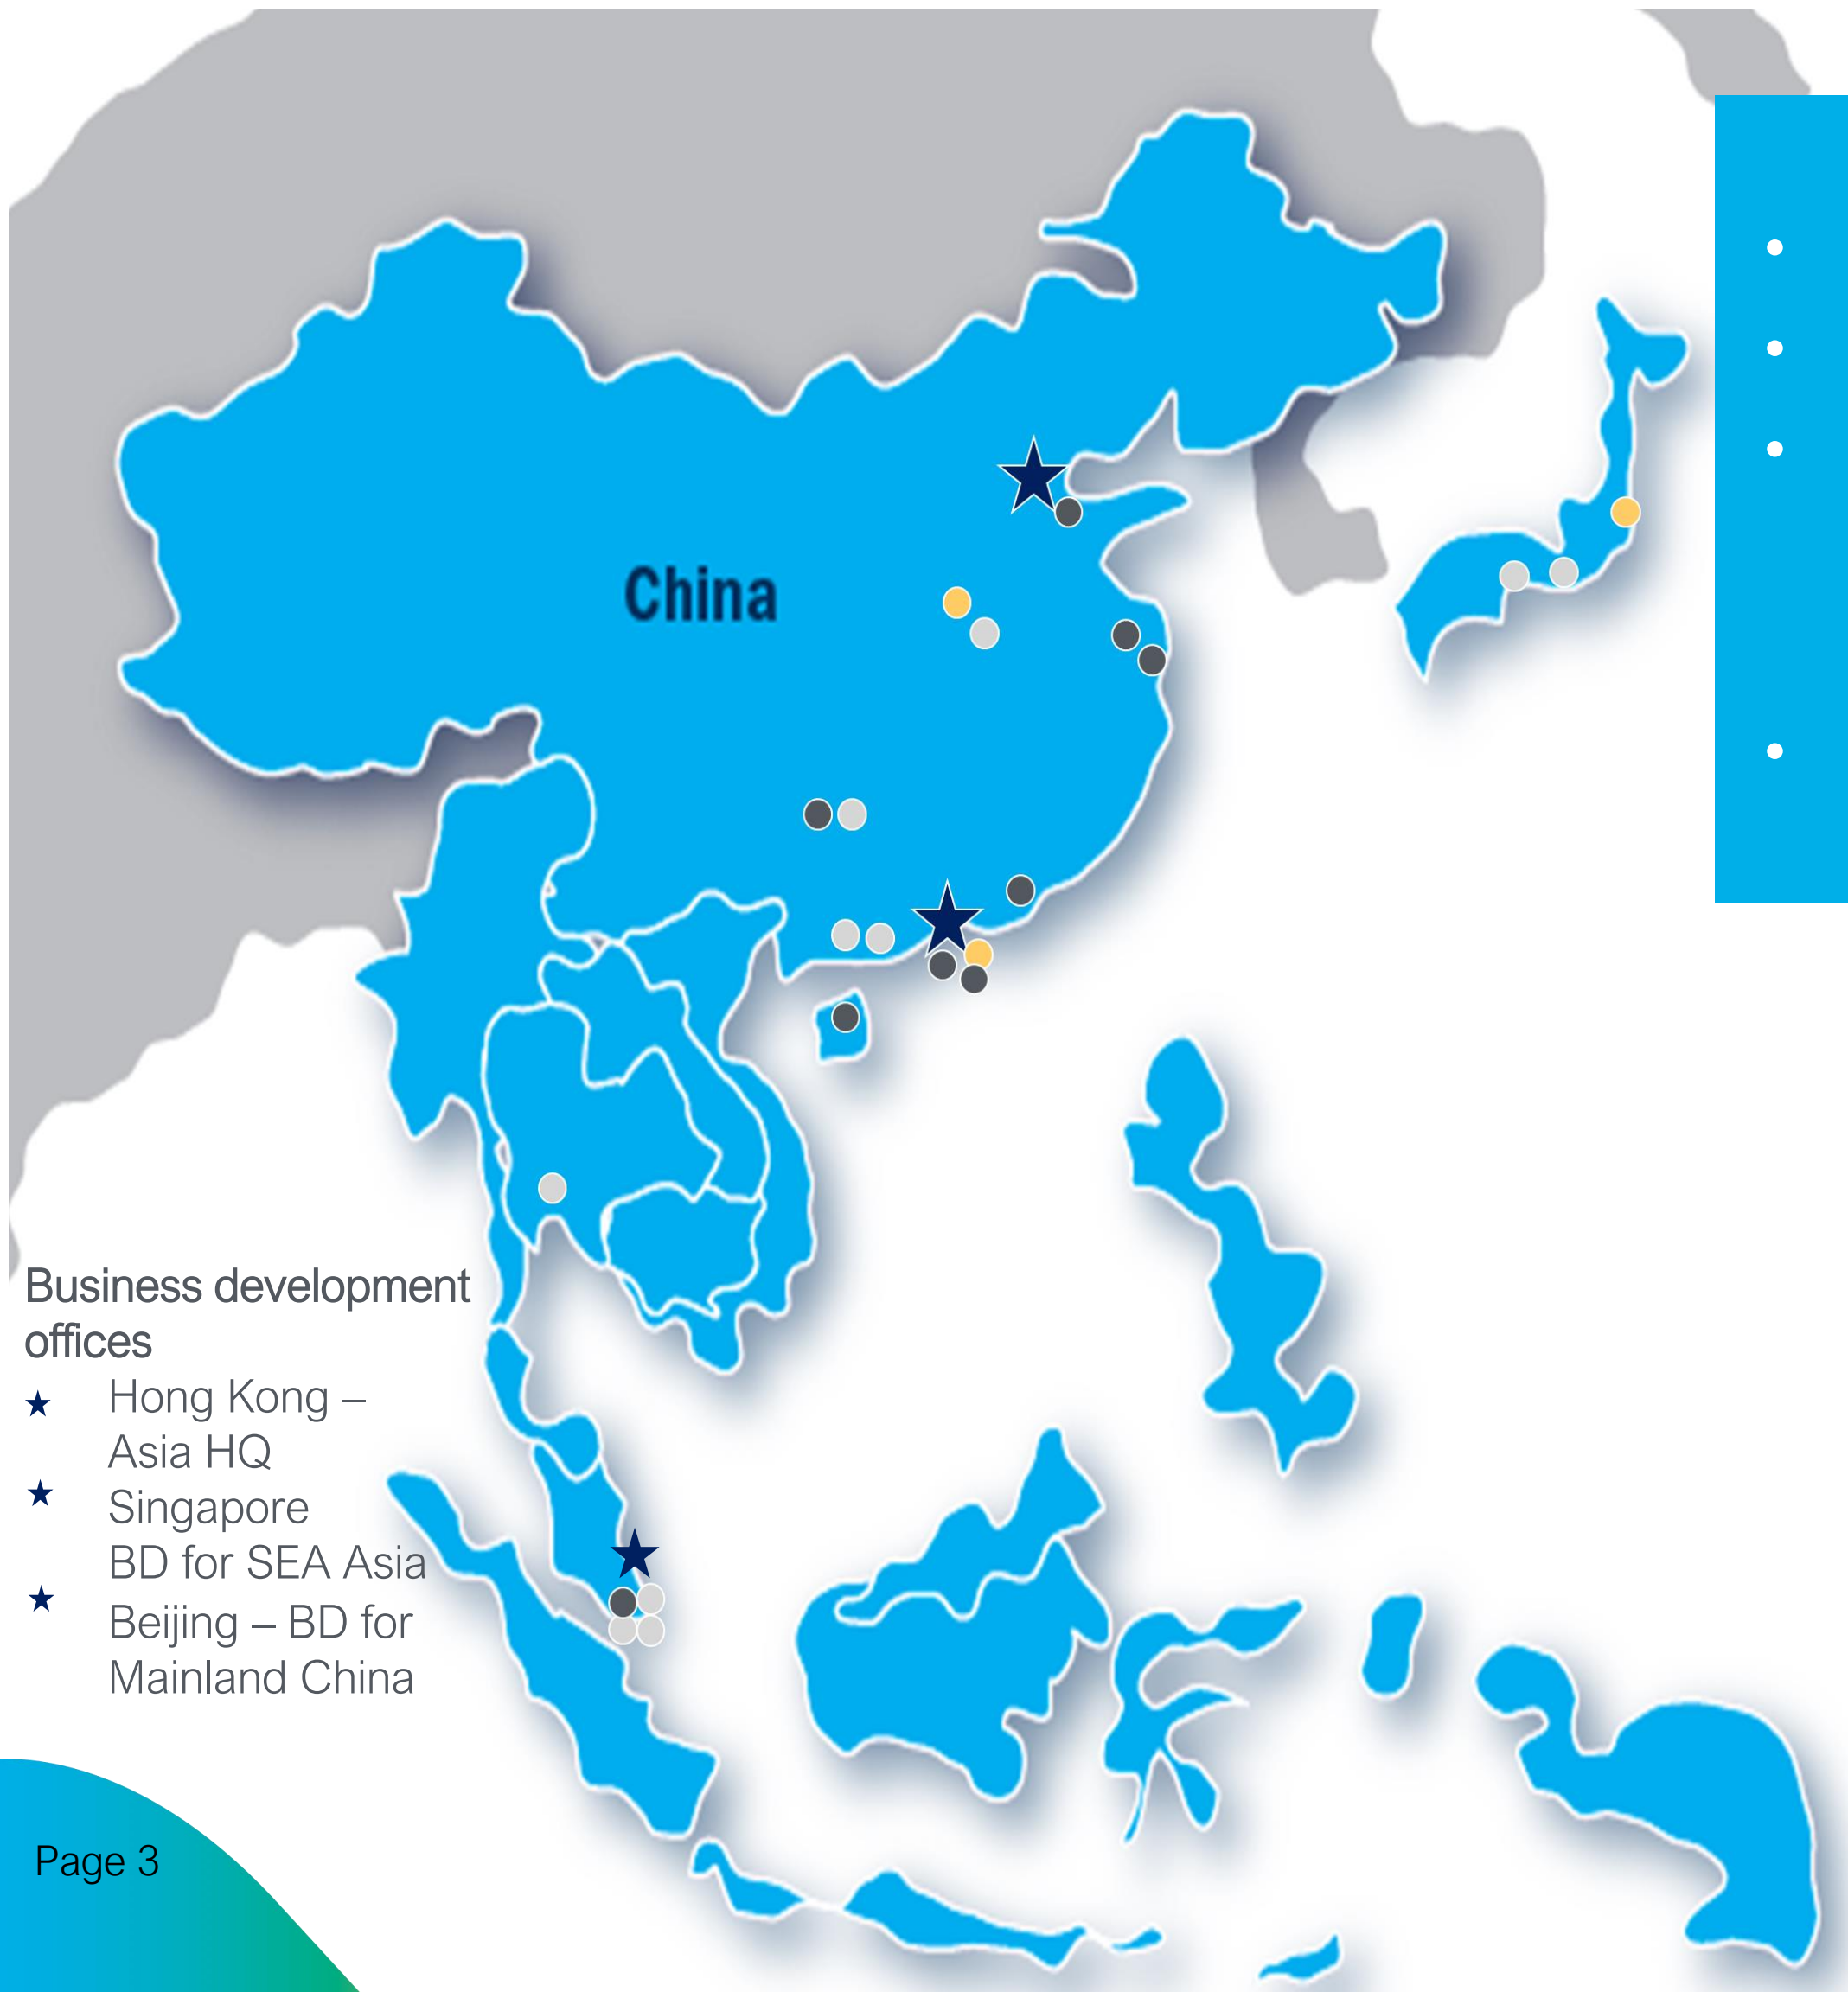 China
Business development
offices
Hong Kong –
Asia HQ
Singapore
BD for SEA Asia
Beijing – BD for
Mainland China
Page 3